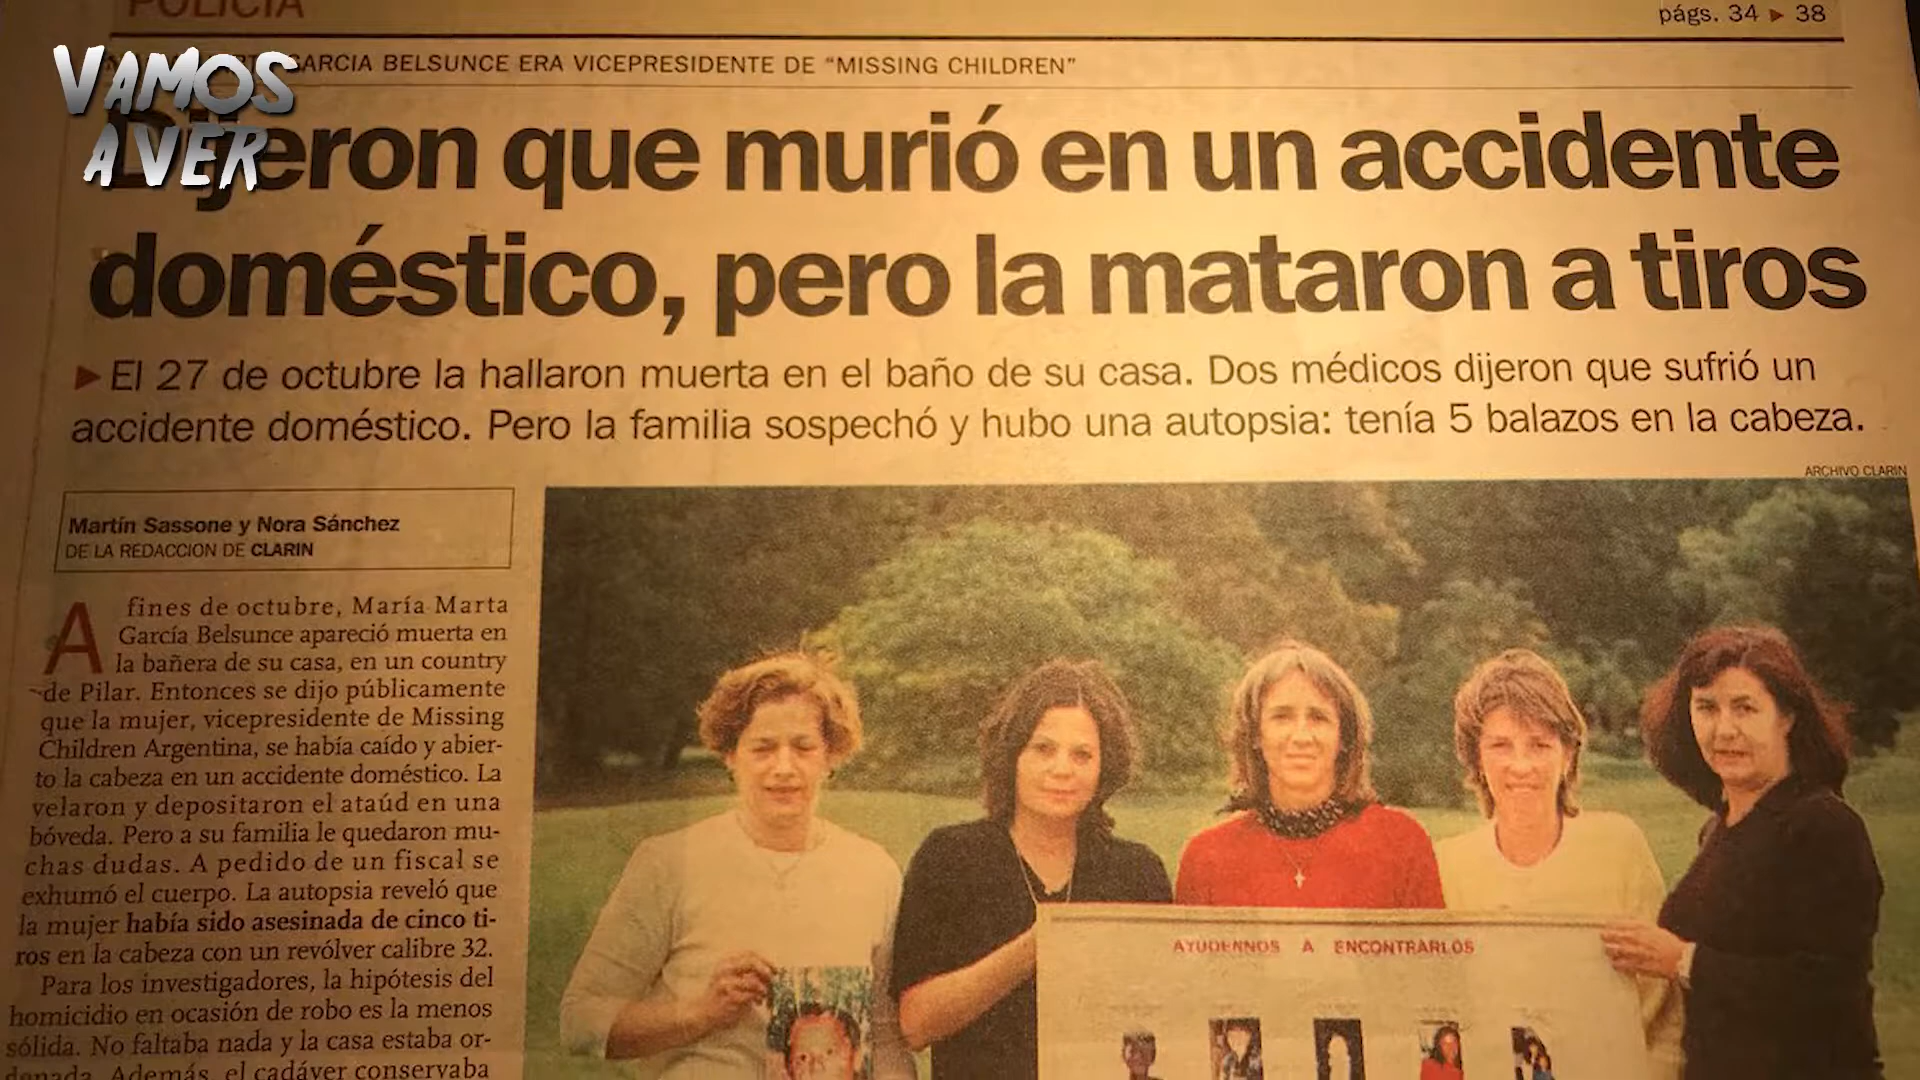 POLICIA
págs. 34 ▶ 38
VAMOS
A VER
GARCIA BELSUNCE ERA VICEPRESIDENTE DE "MISSING CHILDREN"
Dijeron que murió en un accidente
doméstico, pero la mataron a tiros
▶ El 27 de octubre la hallaron muerta en el baño de su casa. Dos médicos dijeron que sufrió un
accidente doméstico. Pero la familia sospechó y hubo una autopsia: tenía 5 balazos en la cabeza.
ARCHIVO CLARIN
Martín Sassone y Nora Sánchez
DE LA REDACCION DE CLARIN
A fines de octubre, María Marta
García Belsunce apareció muerta en
la bañera de su casa, en un country
de Pilar. Entonces se dijo públicamente
que la mujer, vicepresidente de Missing
Children Argentina, se había caído y abier-
to la cabeza en un accidente doméstico. La
velaron y depositaron el ataúd en una
bóveda. Pero a su familia le quedaron mu-
chas dudas. A pedido de un fiscal se
exhumó el cuerpo. La autopsia reveló que
la mujer había sido asesinada de cinco ti-
ros en la cabeza con un revólver calibre 32.
Para los investigadores, la hipótesis del
homicidio en ocasión de robo es la menos
sólida. No faltaba nada y la casa estaba or-
denada. Además, el cadáver conservaba
AYUDENNOS A ENCONTRARLOS